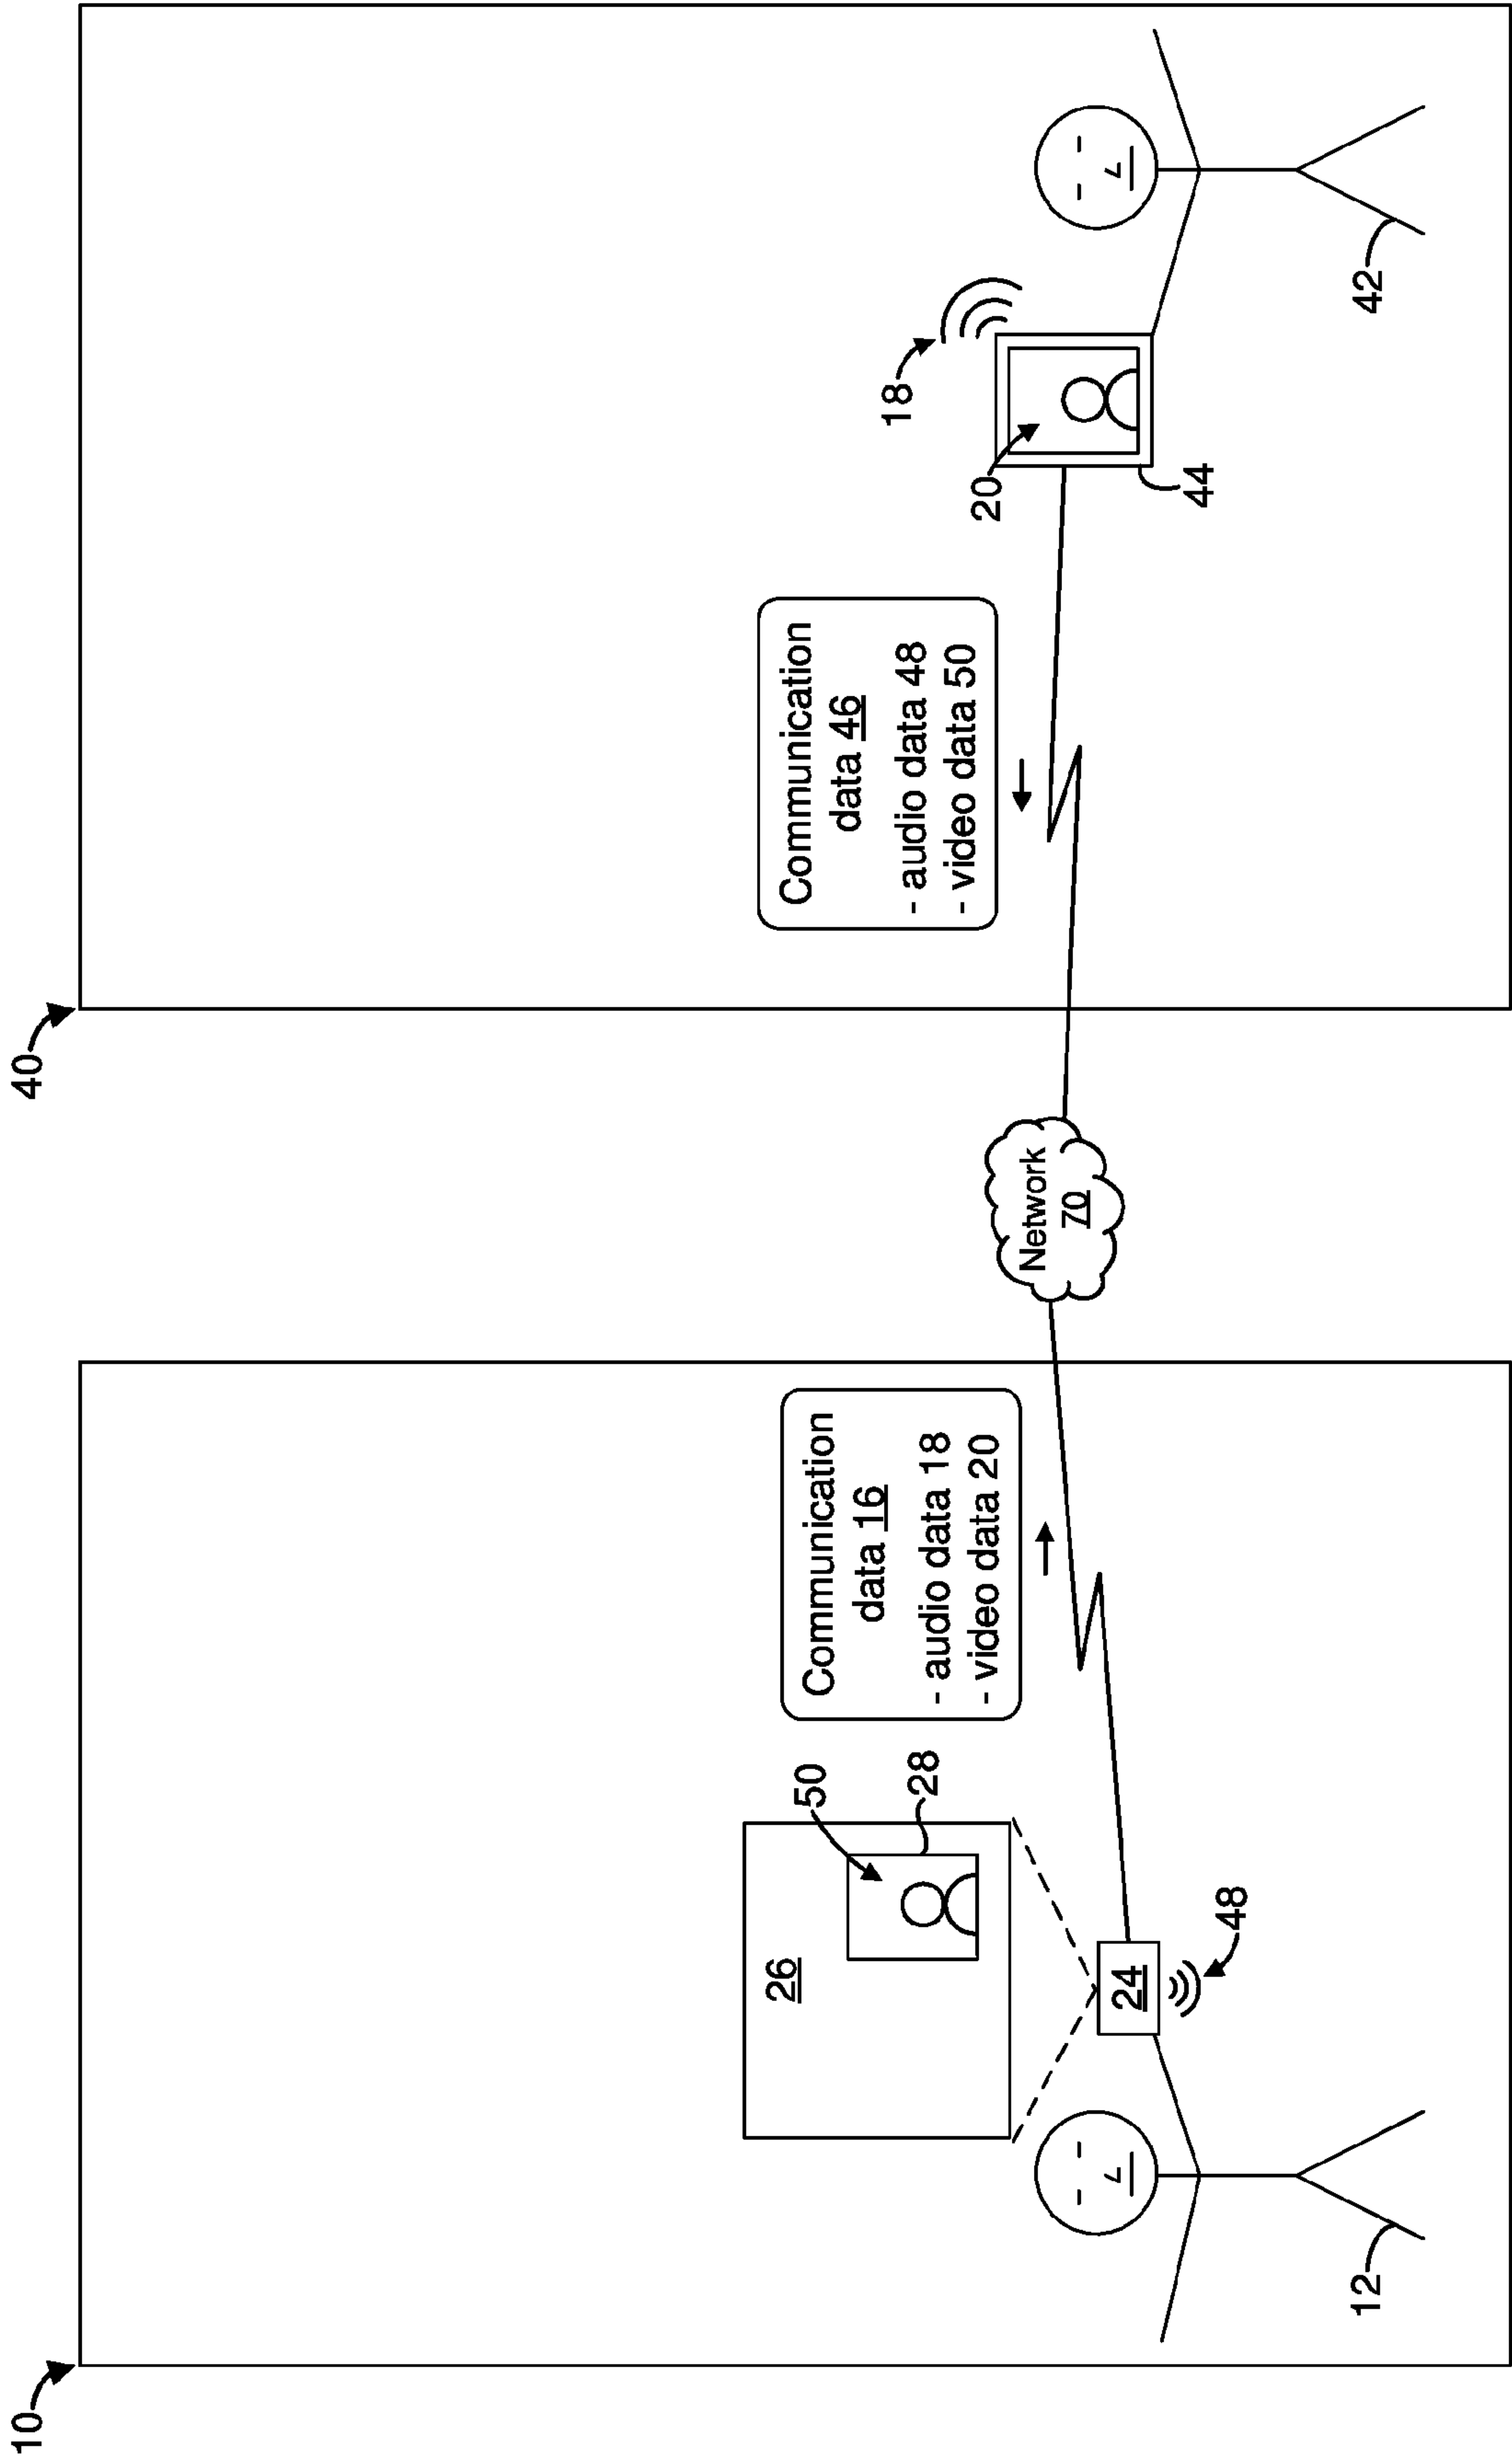 10
40
26
50
28
Communication
data 16
- audio data 18
- video data 20
24
48
12
Network
70
Communication
data 46
- audio data 48
- video data 50
18
20
44
42